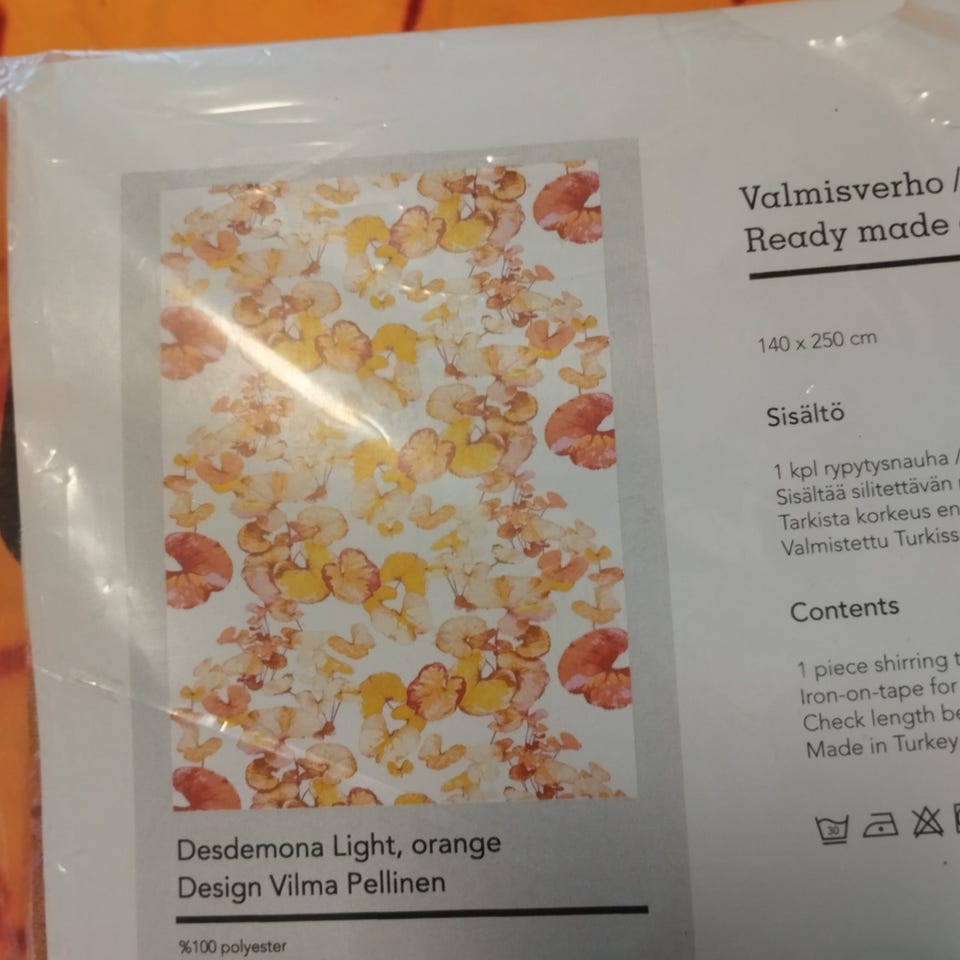 Valmisverho /
Ready made
140 x 250 cm
Sisältö
1 kpl rypytysnauha /
Sisältää silitettävän
Tarkista korkeus en
Valmistettu Turkiss
Contents
1 piece shirring t
Iron-on-tape for
Check length be
Made in Turkey
30
Desdemona Light, orange
Design Vilma Pellinen
%100 polyester